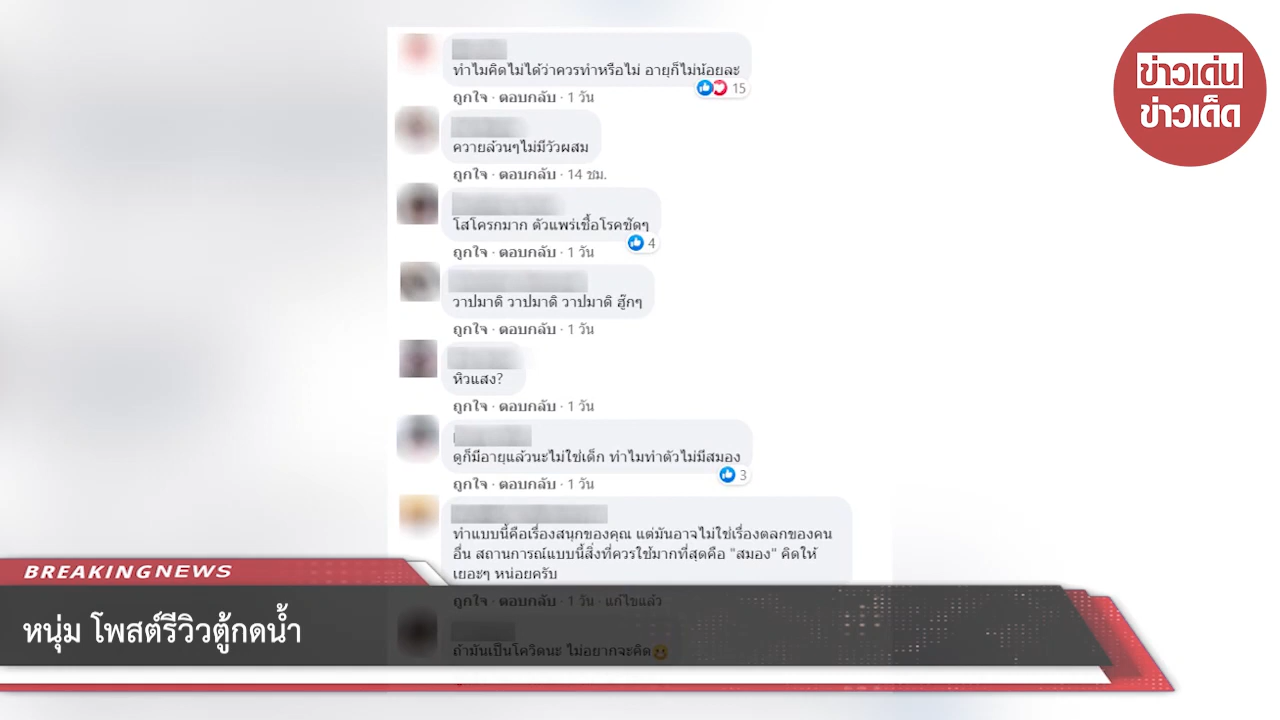 ข่าวเด่น
ข่าวเด็ด
ทำไมคิดไม่ได้ว่าควรทำหรือไม่ อายุก็ไม่น้อยละ
15
ถูกใจ · ตอบกลับ · 1 วัน
ควายล้วนๆไม่มีวัวผสม
ถูกใจ · ตอบกลับ · 14 ชม.
โสโครกมาก ตัวแพร่เชื้อโรคชัดๆ
4
ถูกใจ · ตอบกลับ · 1 วัน
วาปมาดิ วาปมาดิ วาปมาดิ ฮู๊กๆ
ถูกใจ · ตอบกลับ · 1 วัน
หิวแสง?
ถูกใจ · ตอบกลับ · 1 วัน
ดูก็มีอายุแล้วนะไม่ใช่เด็ก ทำไมทำตัวไม่มีสมอง
3
ถูกใจ · ตอบกลับ · 1 วัน
ทำแบบนี้คือเรื่องสนุกของคุณ แต่มันอาจไม่ใช่เรื่องตลกของคน
อื่น สถานการณ์แบบนี้สิ่งที่ควรใช้มากที่สุดคือ "สมอง" คิดให้
เยอะๆ หน่อยครับ
ถูกใจ · ตอบกลับ · 1 วัน · แก้ไขแล้ว
ถ้ามันเป็นโควิดนะ ไม่อยากจะคิด
BREAKINGNEWS
หนุ่ม โพสต์รีวิวตู้กดน้ำ